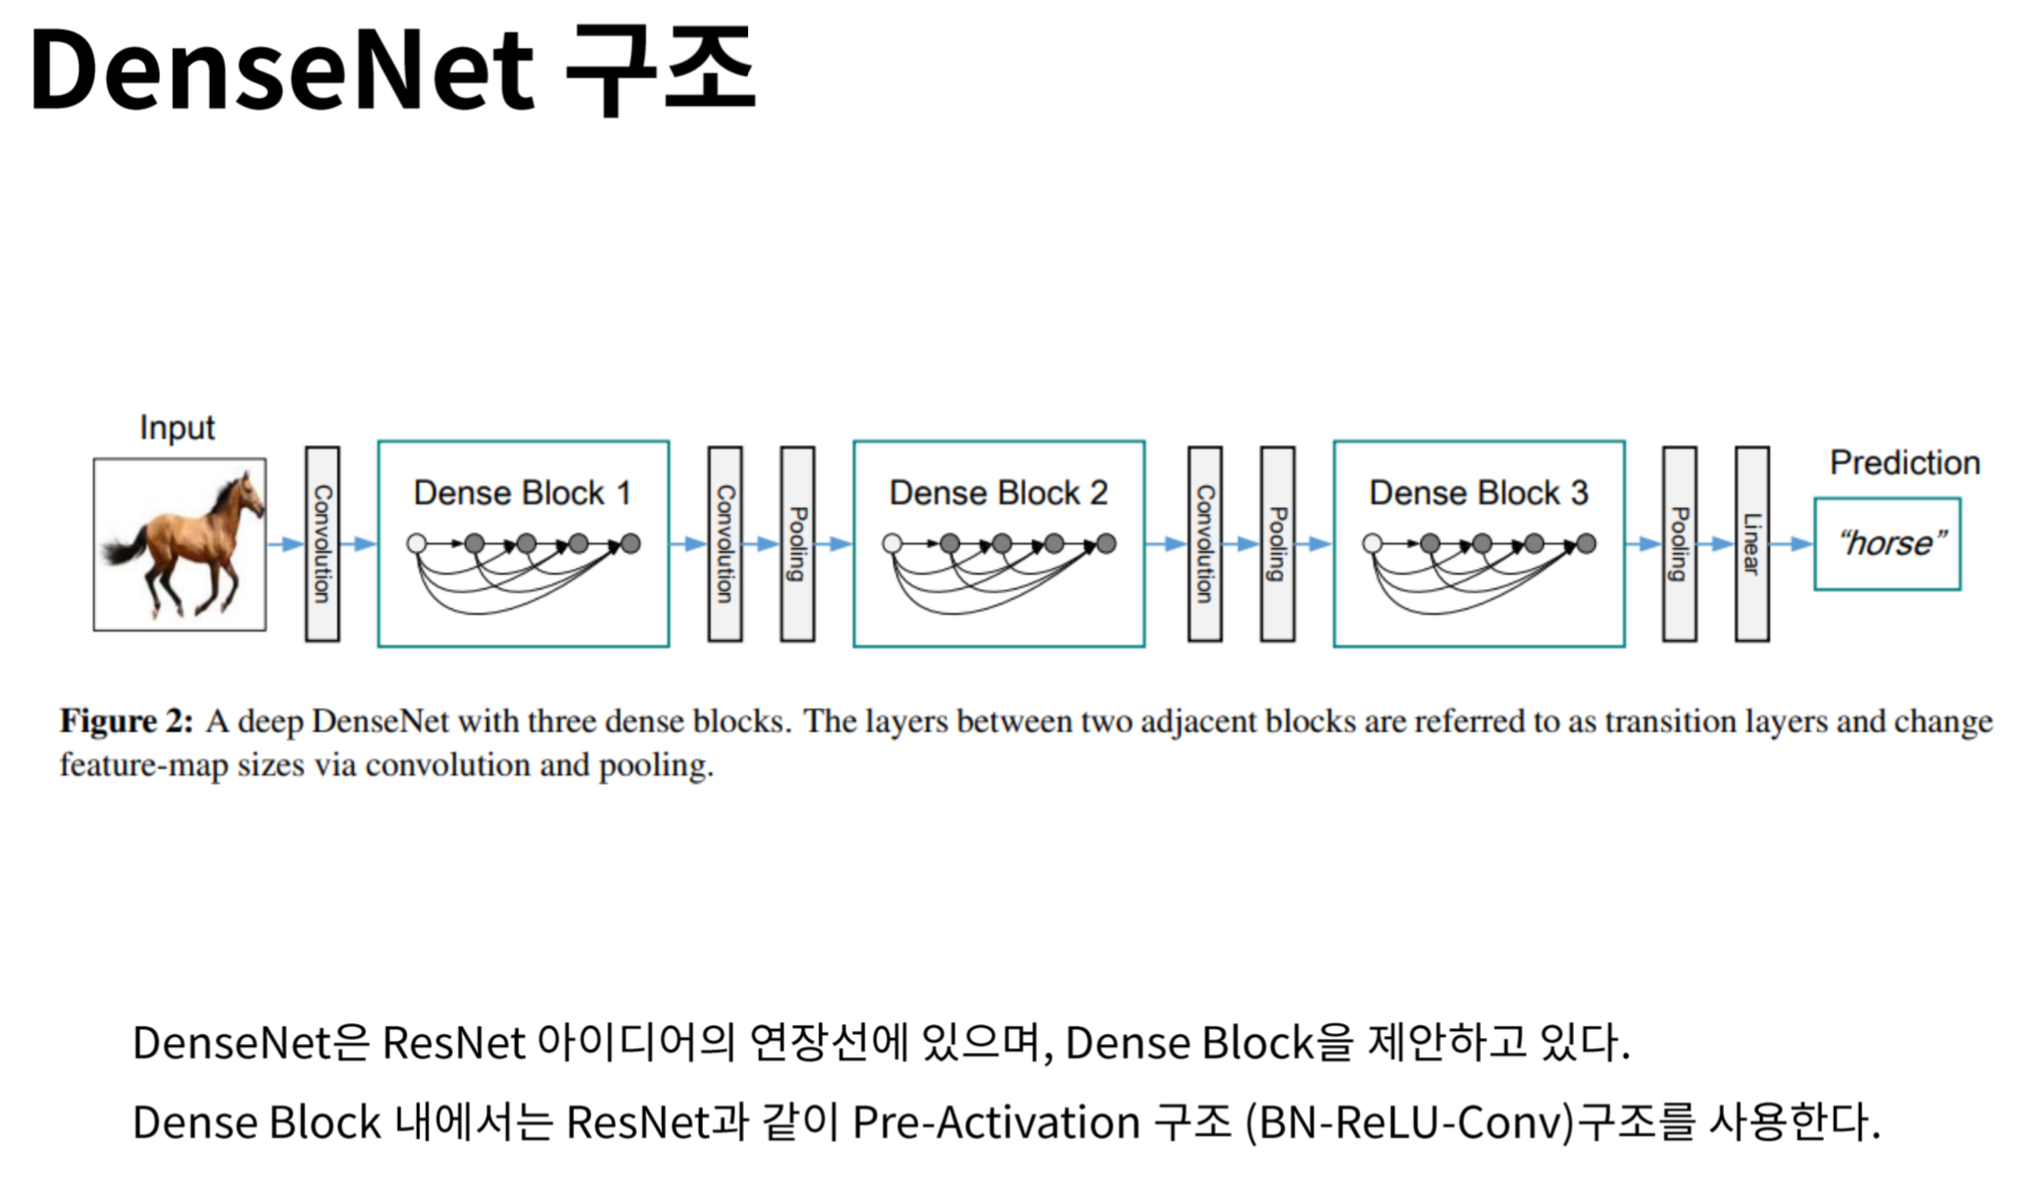 DenseNet 구조
Input
Convolution
Dense Block 1
Convolution
Pooling
Dense Block 2
Convolution
Pooling
Dense Block 3
Pooling
Linear
Prediction
“horse”
Figure 2: A deep DenseNet with three dense blocks. The layers between two adjacent blocks are referred to as transition layers and change
feature-map sizes via convolution and pooling.
DenseNet은 ResNet 아이디어의 연장선에 있으며, Dense Block을 제안하고 있다.
Dense Block 내에서는 ResNet과 같이 Pre-Activation 구조 (BN-ReLU-Conv)구조를 사용한다.